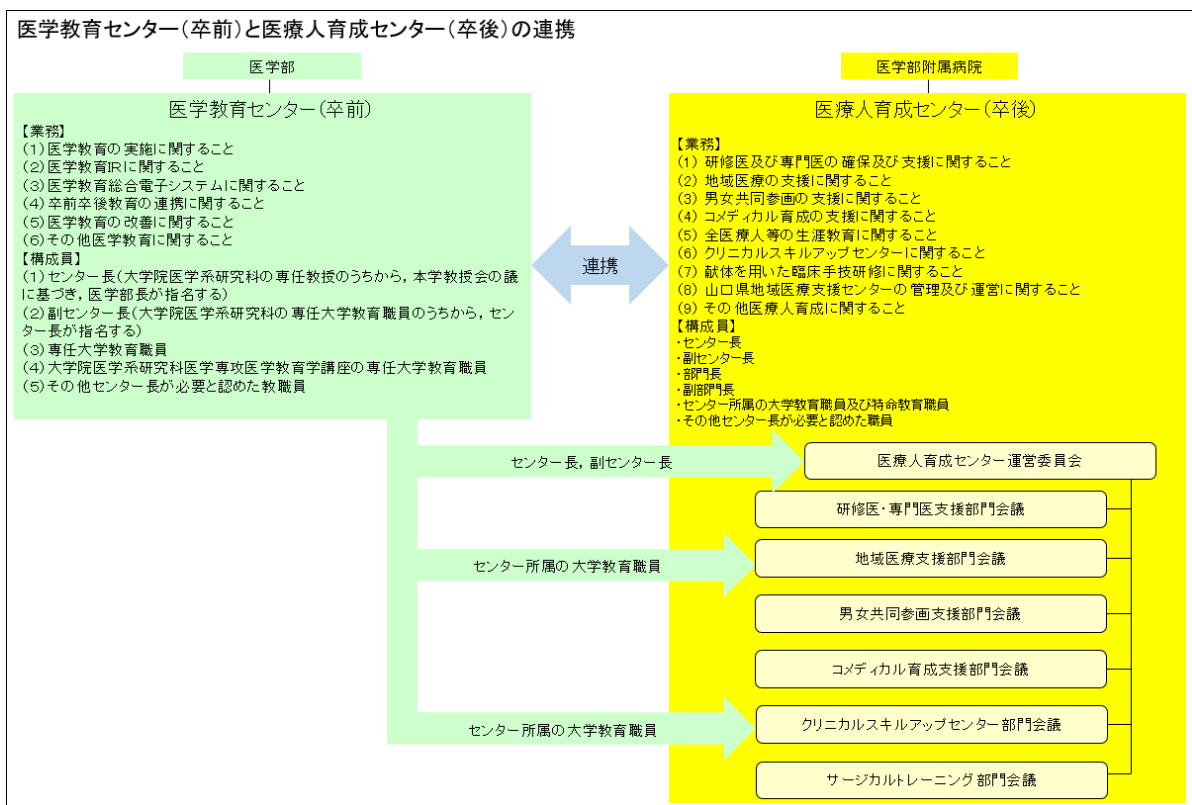 医学教育センター(卒前)と医療人育成センター(卒後)の連携
医学部
医学教育センター(卒前)
【業務】
(1)医学教育の実施に関すること
(2)医学教育IRに関すること
(3)医学教育総合電子システムに関すること
(4)卒前卒後教育の連携に関すること
(5)医学教育の改善に関すること
(6)その他医学教育に関すること
【構成員】
(1)センター長(大学院医学系研究科の専任教授のうちから,本学教授会の議
に基づき,医学部長が指名する)
(2)副センター長(大学院医学系研究科の専任大学教育職員のうちから,セン
ター長が指名する)
(3)専任大学教育職員
(4)大学院医学系研究科医学専攻医学教育学講座の専任大学教育職員
(5)その他センター長が必要と認めた教職員
連携
医学部附属病院
医療人育成センター(卒後)
【業務】
(1) 研修医及び専門医の確保及び支援に関すること
(2) 地域医療の支援に関すること
(3) 男女共同参画の支援に関すること
(4) コメディカル育成の支援に関すること
(5) 全医療人等の生涯教育に関すること
(6) クリニカルスキルアップセンターに関すること
(7) 献体を用いた臨床手技研修に関すること
(8) 山口県地域医療支援センターの管理及び運営に関すること
(9) その他医療人育成に関すること
【構成員】
・センター長
・副センター長
・部門長
・副部門長
・センター所属の大学教育職員及び特命教育職員
・その他センター長が必要と認めた職員
センター長,副センター長
医療人育成センター運営委員会
研修医・専門医支援部門会議
センター所属の大学教育職員
地域医療支援部門会議
男女共同参画支援部門会議
コメディカル育成支援部門会議
センター所属の大学教育職員
クリニカルスキルアップセンター部門会議
サージカルトレーニング部門会議